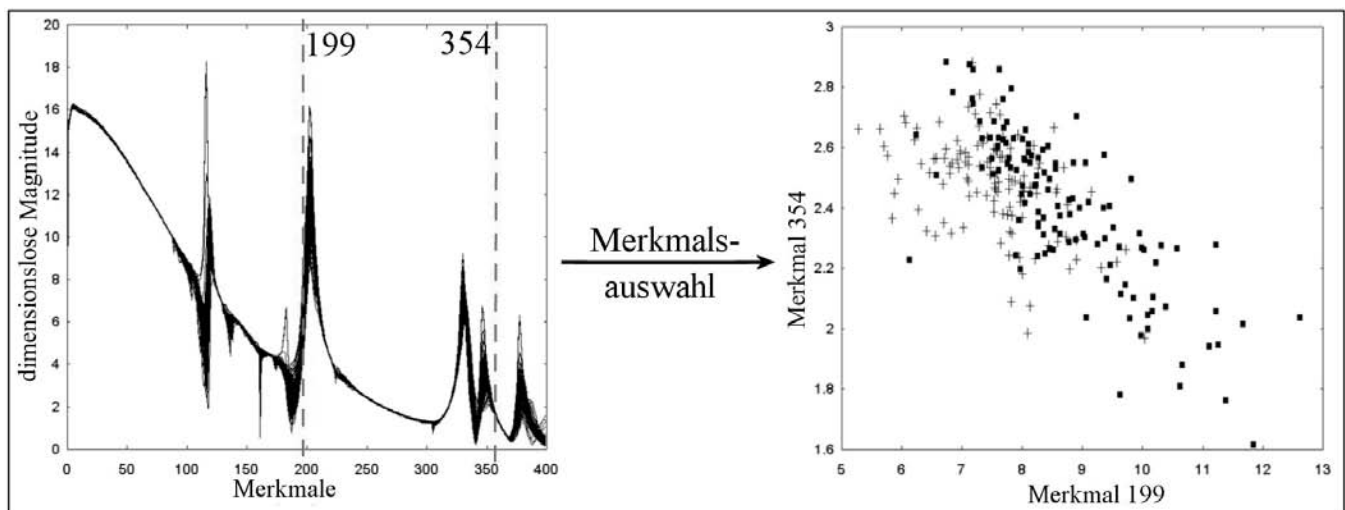 199
354
dimensionslose Magnitude
20
18
16
14
12
10
8
6
4
2
0
0 50 100 150 200 250 300 350 400
Merkmale
Merkmals-
auswahl
Merkmal 354
3
2.8
2.6
2.4
2.2
2
1.8
1.6
5 6 7 8 9 10 11 12 13
Merkmal 199